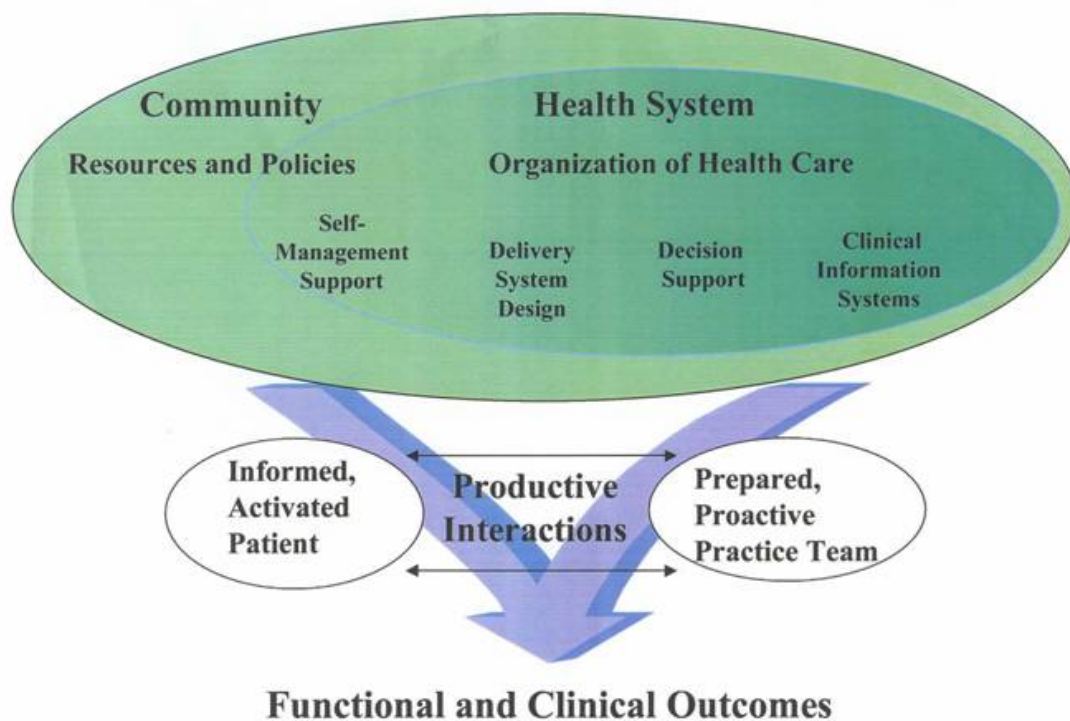 Community
Health System
Resources and Policies
Organization of Health Care
Self-
Management
Support
Delivery
System
Design
Decision
Support
Clinical
Information
Systems
Informed,
Activated
Patient
Productive
Interactions
Prepared,
Proactive
Practice Team
Functional and Clinical Outcomes